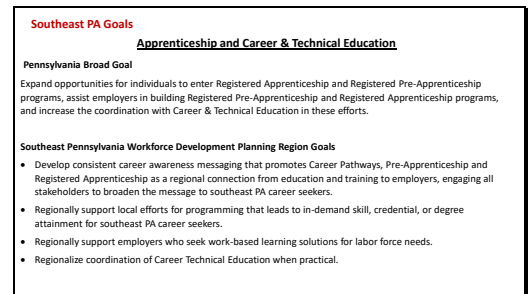 Southeast PA Goals
Apprenticeship and Career & Technical Education
Pennsylvania Broad Goal
Expand opportunities for individuals to enter Registered Apprenticeship and Registered Pre-Apprenticeship
programs, assist employers in building Registered Pre-Apprenticeship and Registered Apprenticeship programs,
and increase the coordination with Career & Technical Education in these efforts.
Southeast Pennsylvania Workforce Development Planning Region Goals
• Develop consistent career awareness messaging that promotes Career Pathways, Pre-Apprenticeship and
Registered Apprenticeship as a regional connection from education and training to employers, engaging all
stakeholders to broaden the message to southeast PA career seekers.
• Regionally support local efforts for programming that leads to in-demand skill, credential, or degree
attainment for southeast PA career seekers.
• Regionally support employers who seek work-based learning solutions for labor force needs.
• Regionalize coordination of Career Technical Education when practical.